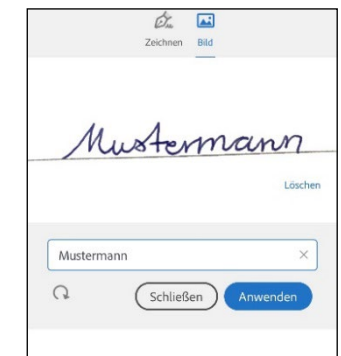 Zeichnen Bild
Mustermann
Löschen
Mustermann
Schließen Anwenden